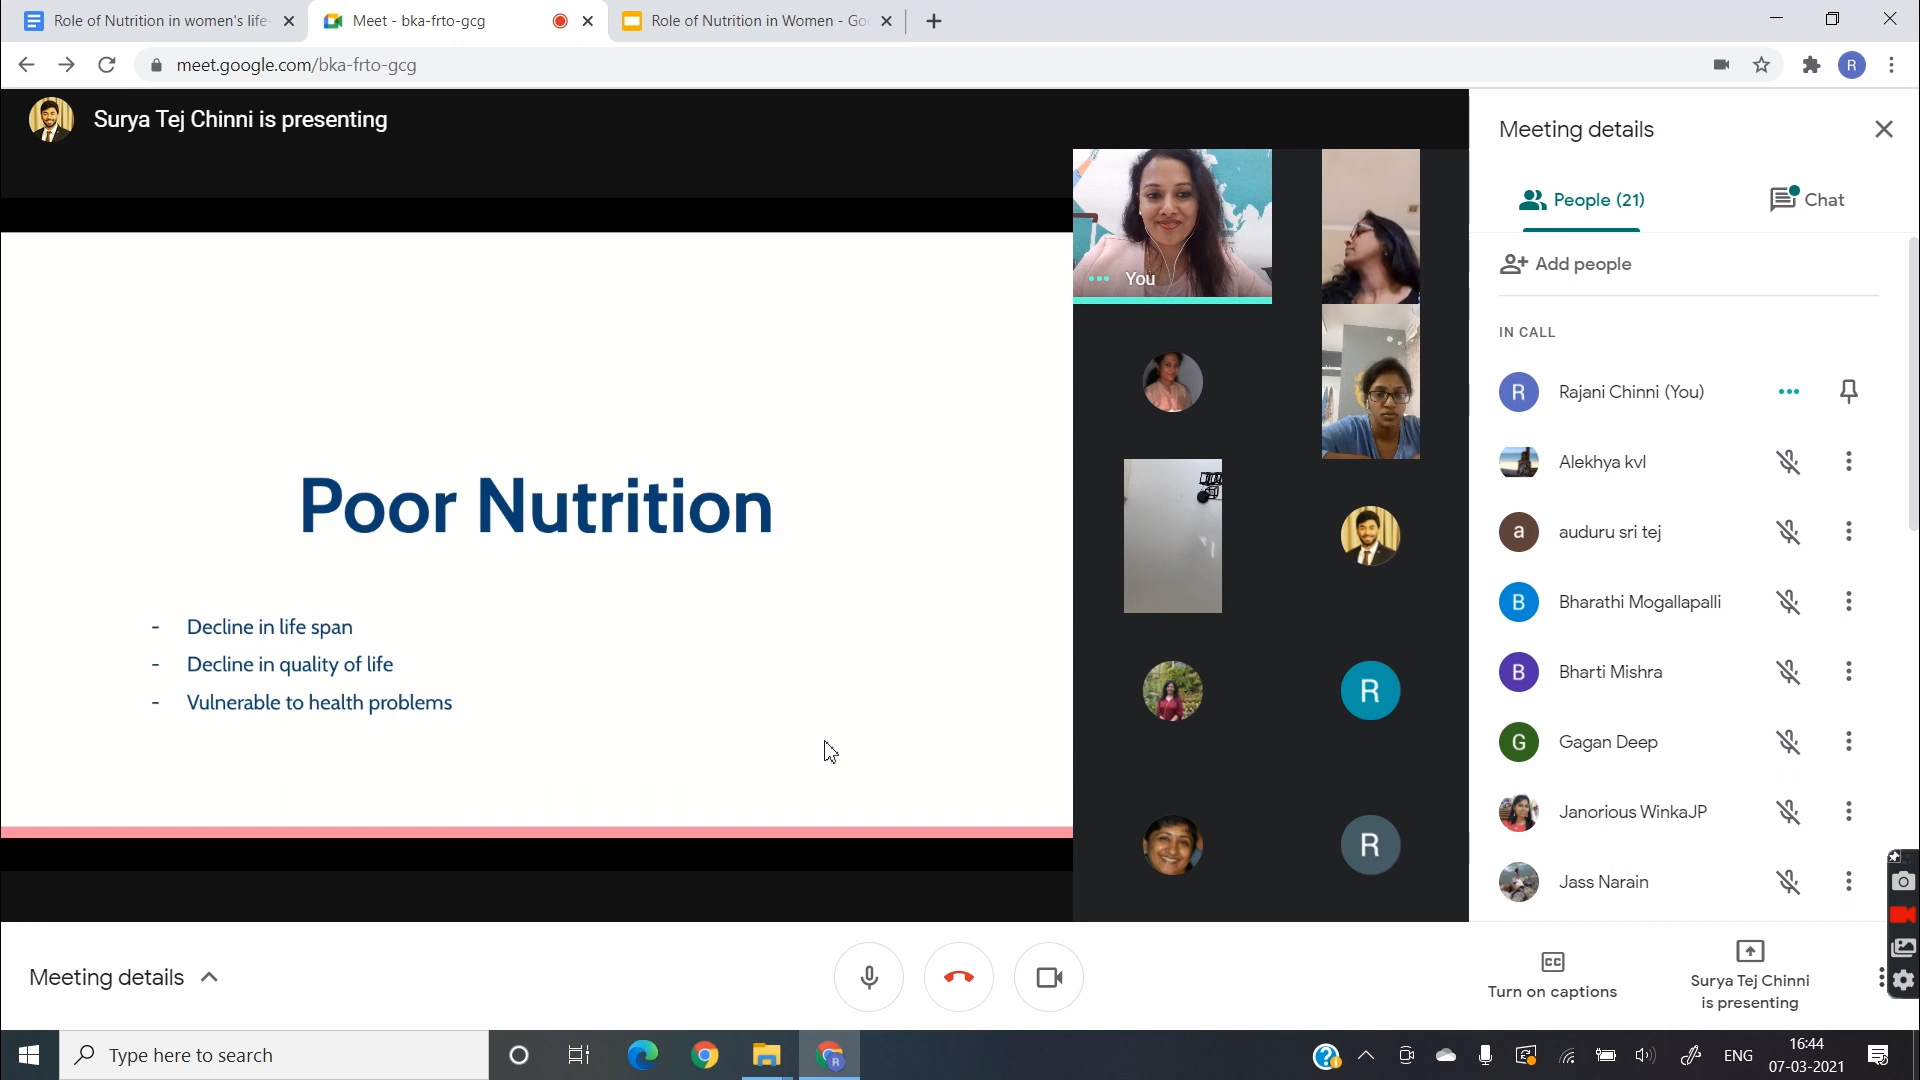 Role of Nutrition in women's life-
Meet - bka-frto-gcg
Role of Nutrition in Women - Goo
meet.google.com/bka-frto-gcg
R
Surya Tej Chinni is presenting
Meeting details
People (21)
Chat
Add people
IN CALL
You
R Rajani Chinni (You)
Alekhya kvl
a auduru sri tej
B Bharathi Mogallapalli
B Bharti Mishra
G Gagan Deep
Janorious WinkaJP
Jass Narain
Poor Nutrition
- Decline in life span
- Decline in quality of life
- Vulnerable to health problems
R
R
Meeting details
CC
Turn on captions
Surya Tej Chinni
is presenting
Type here to search
R
ENG
16:44
07-03-2021